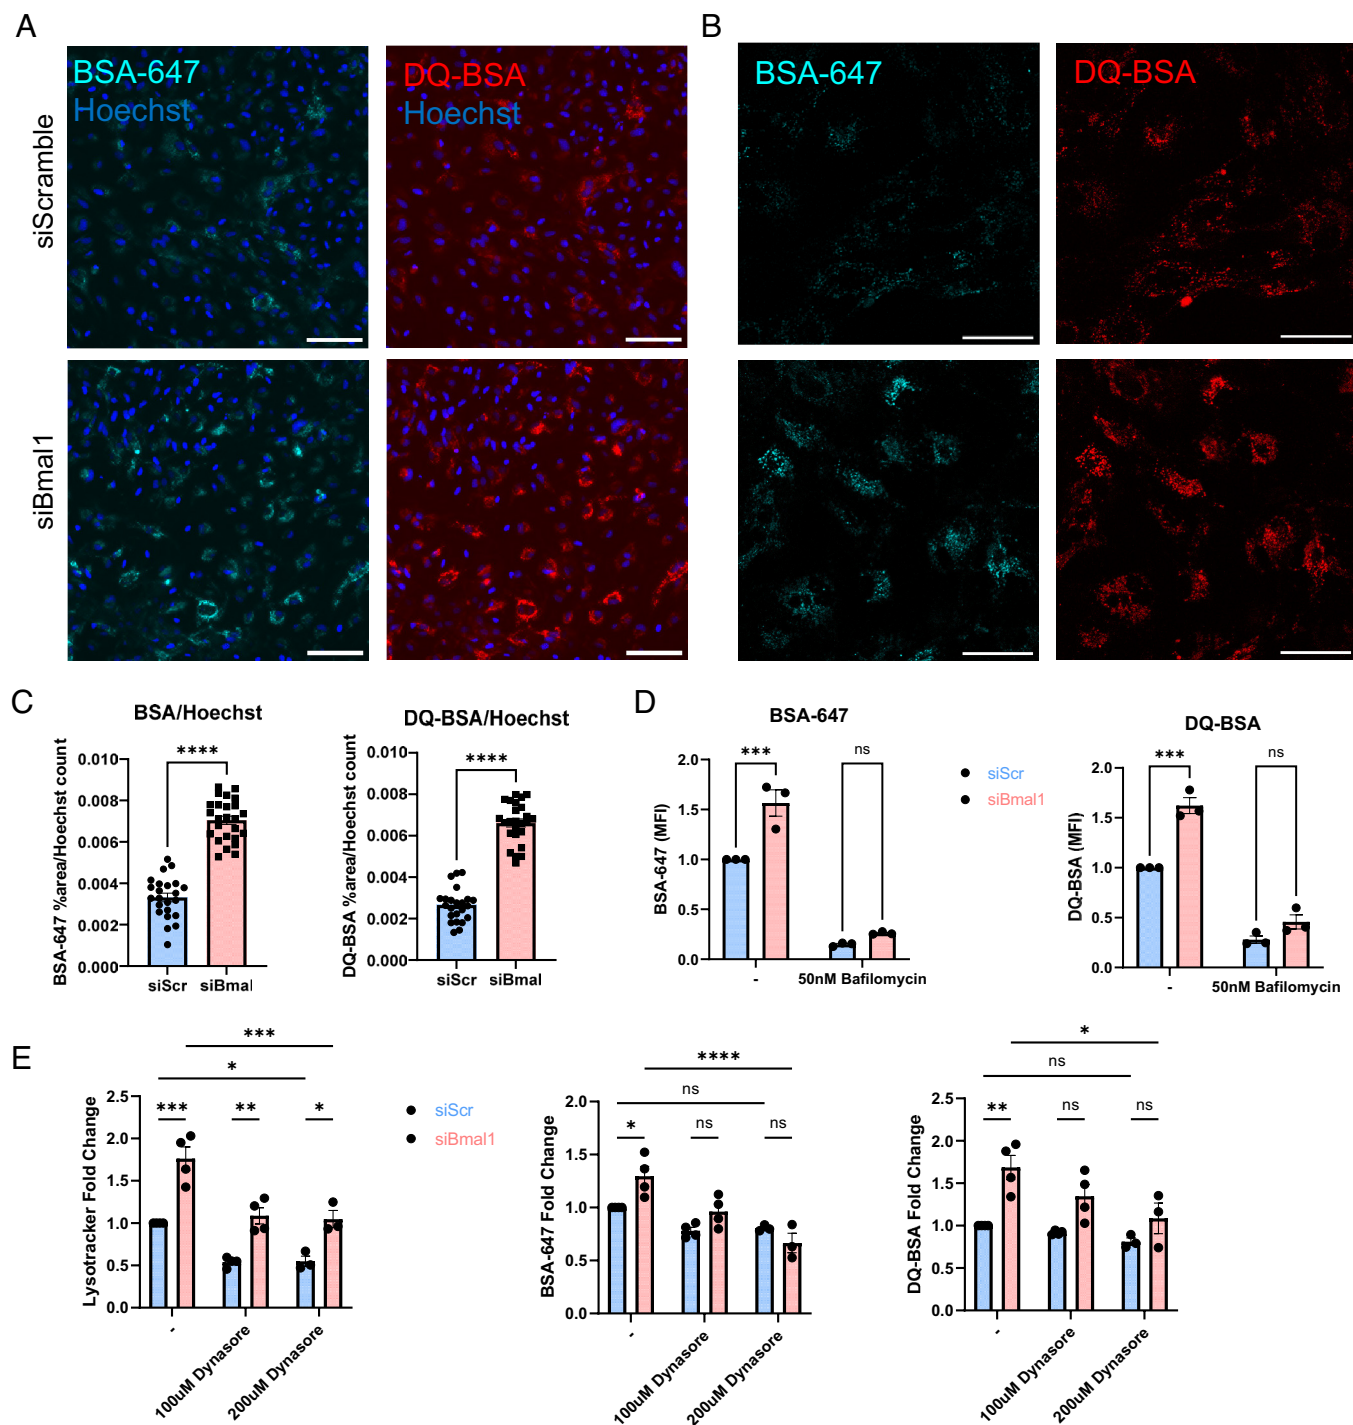 A
B
BSA-647
Hoechst
DQ-BSA
Hoechst
BSA-647
DQ-BSA
siScramble
siBmal1
C
D
BSA/Hoechst
BSA-647 %area/Hoechst count
0.010
0.008
0.006
0.004
0.002
0.000
****
siScr
siBmal
DQ-BSA/Hoechst
DQ-BSA %area/Hoechst count
0.010
0.008
0.006
0.004
0.002
0.000
****
siScr
siBmal
BSA-647
BSA-647 (MFI)
2.0
1.5
1.0
0.5
0.0
***
ns
-
50nM Bafilomycin
siScr
siBmal1
DQ-BSA
DQ-BSA (MFI)
2.0
1.5
1.0
0.5
0.0
***
ns
-
50nM Bafilomycin
E
Lysotracker Fold Change
2.5
2.0
1.5
1.0
0.5
0.0
***
*
***
**
*
-
100uM Dynasore
200uM Dynasore
siScr
siBmal1
BSA-647 Fold Change
2.0
1.5
1.0
0.5
0.0
****
ns
*
ns
ns
-
100uM Dynasore
200uM Dynasore
DQ-BSA Fold Change
2.5
2.0
1.5
1.0
0.5
0.0
*
ns
**
ns
ns
-
100uM Dynasore
200uM Dynasore